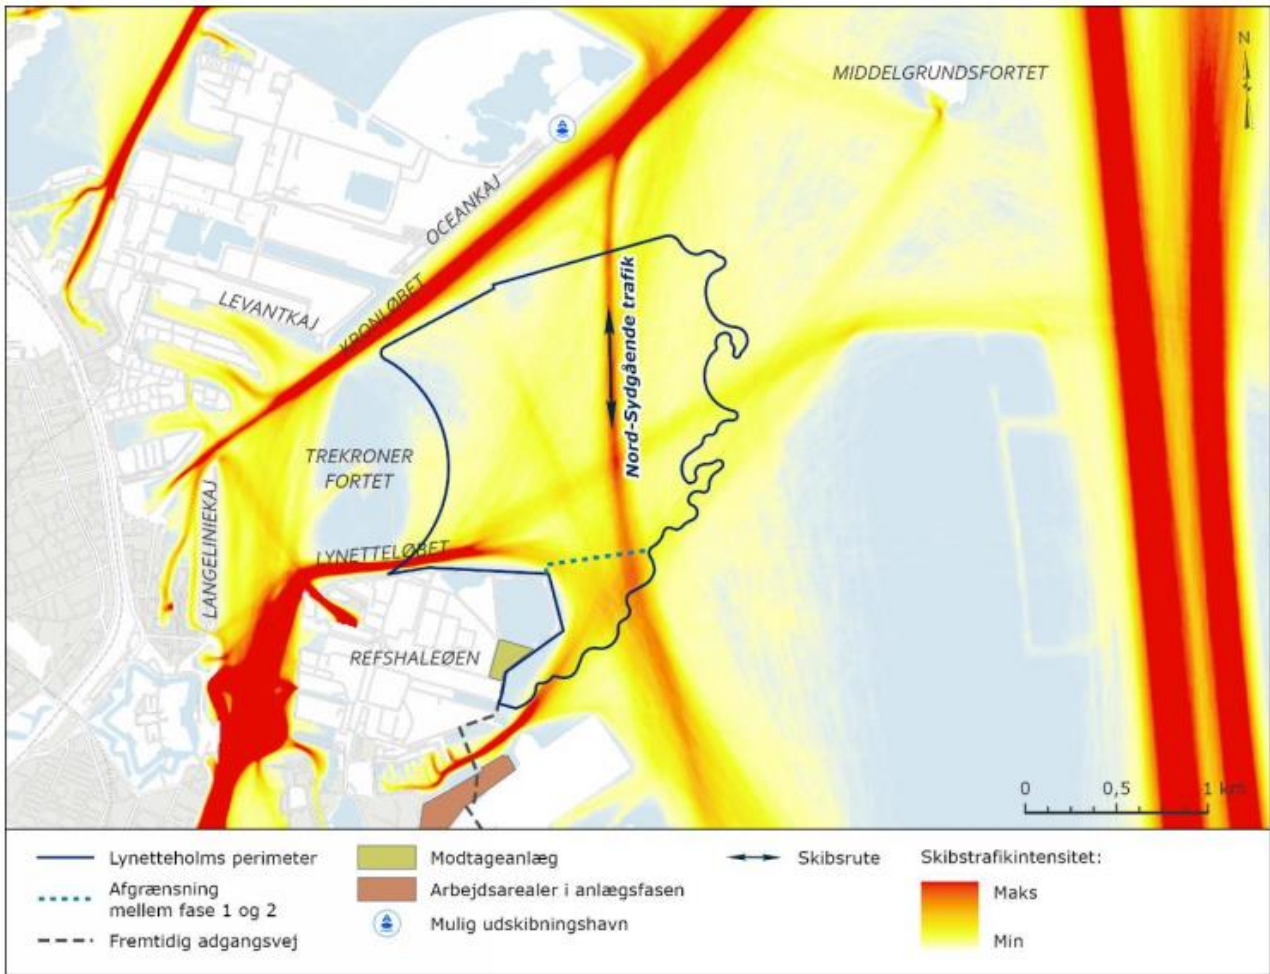 MIDDELGRUNDSFORTET
N
OCEANKAJ
LEVANTKAJ
KRONLØBET
Nord-Sydgående trafik
TREKRONER
FORTET
LANGELINIEKAJ
LYNETTELØBET
REFSHALEØEN
0 0,5 1 km
Lynetteholms perimeter
Afgrænsning
mellem fase 1 og 2
Fremtidig adgangsvej
Modtageanlæg
Arbejdsarealer i anlægsfasen
Mulig udskibningshavn
Skibsrute
Skibstrafikintensitet:
Maks
Min